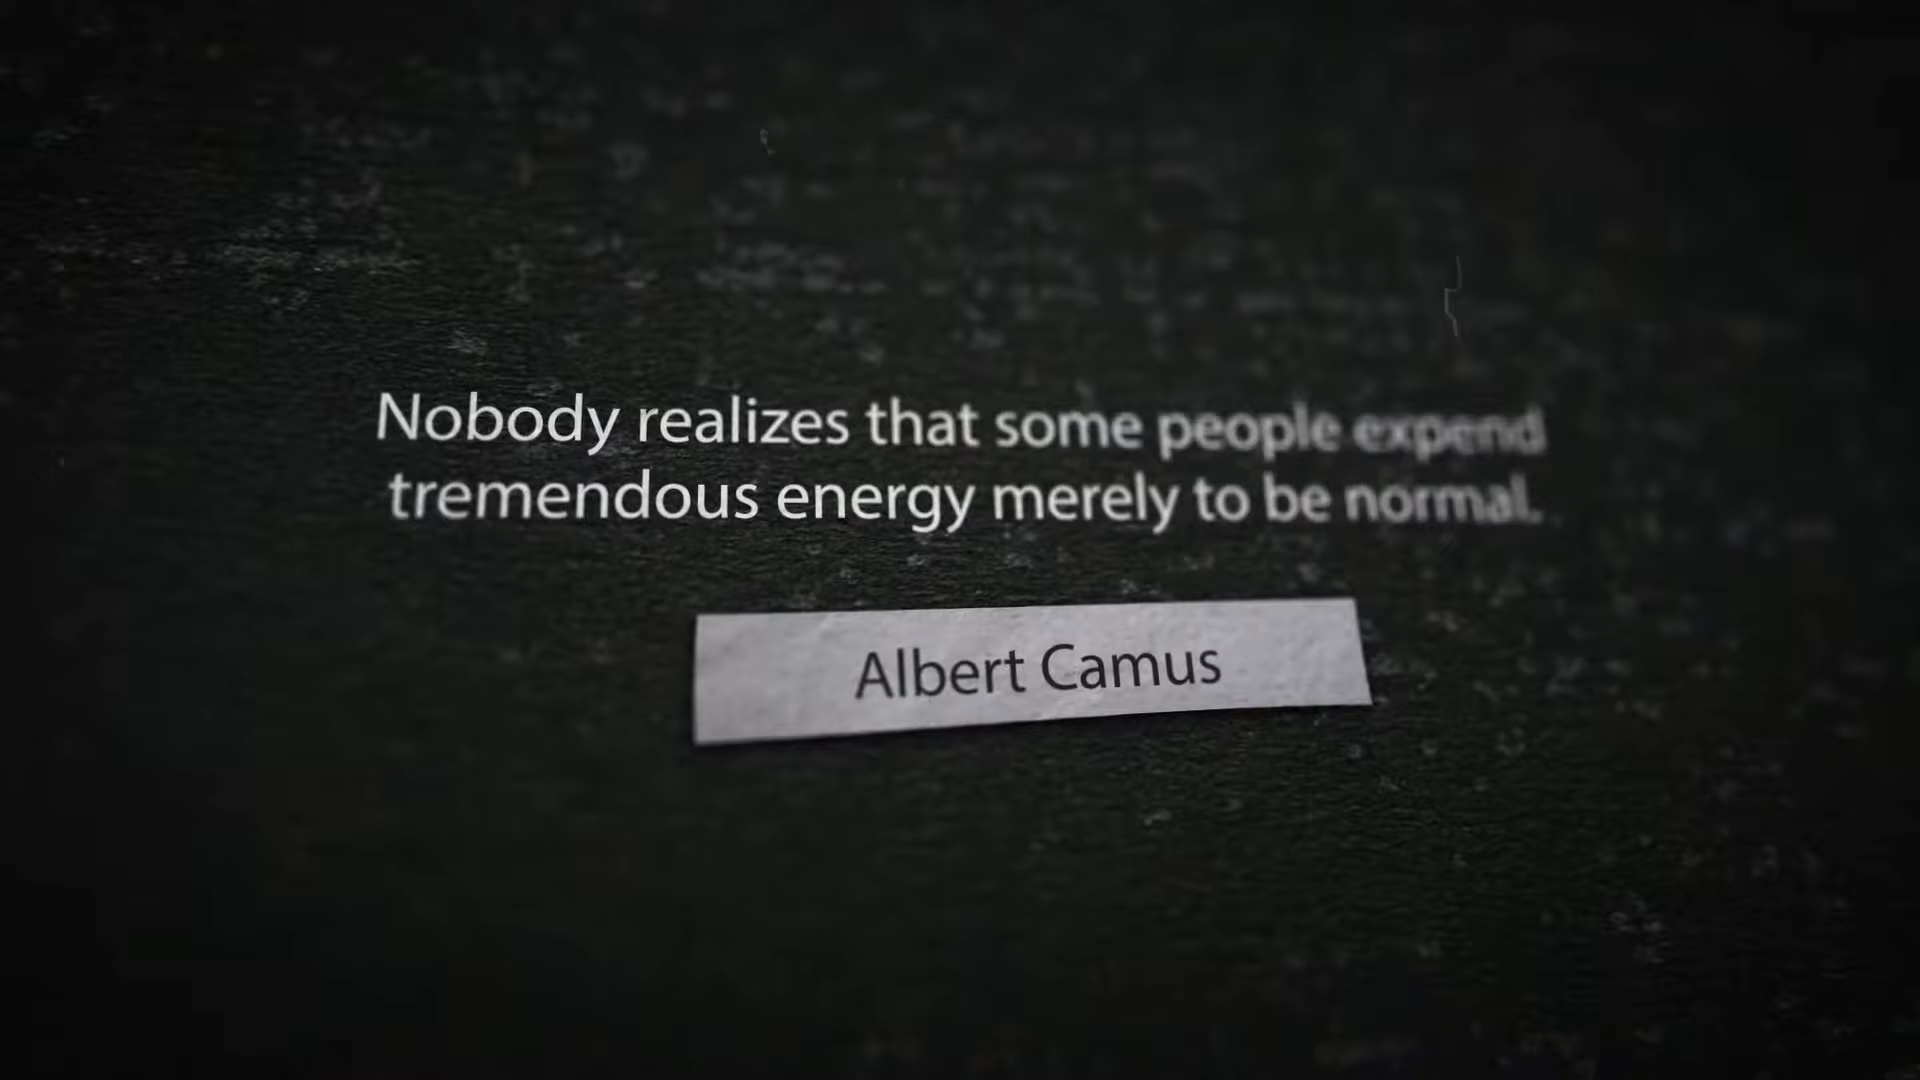 Nobody realizes that some people expend
tremendous energy merely to be normal.
Albert Camus